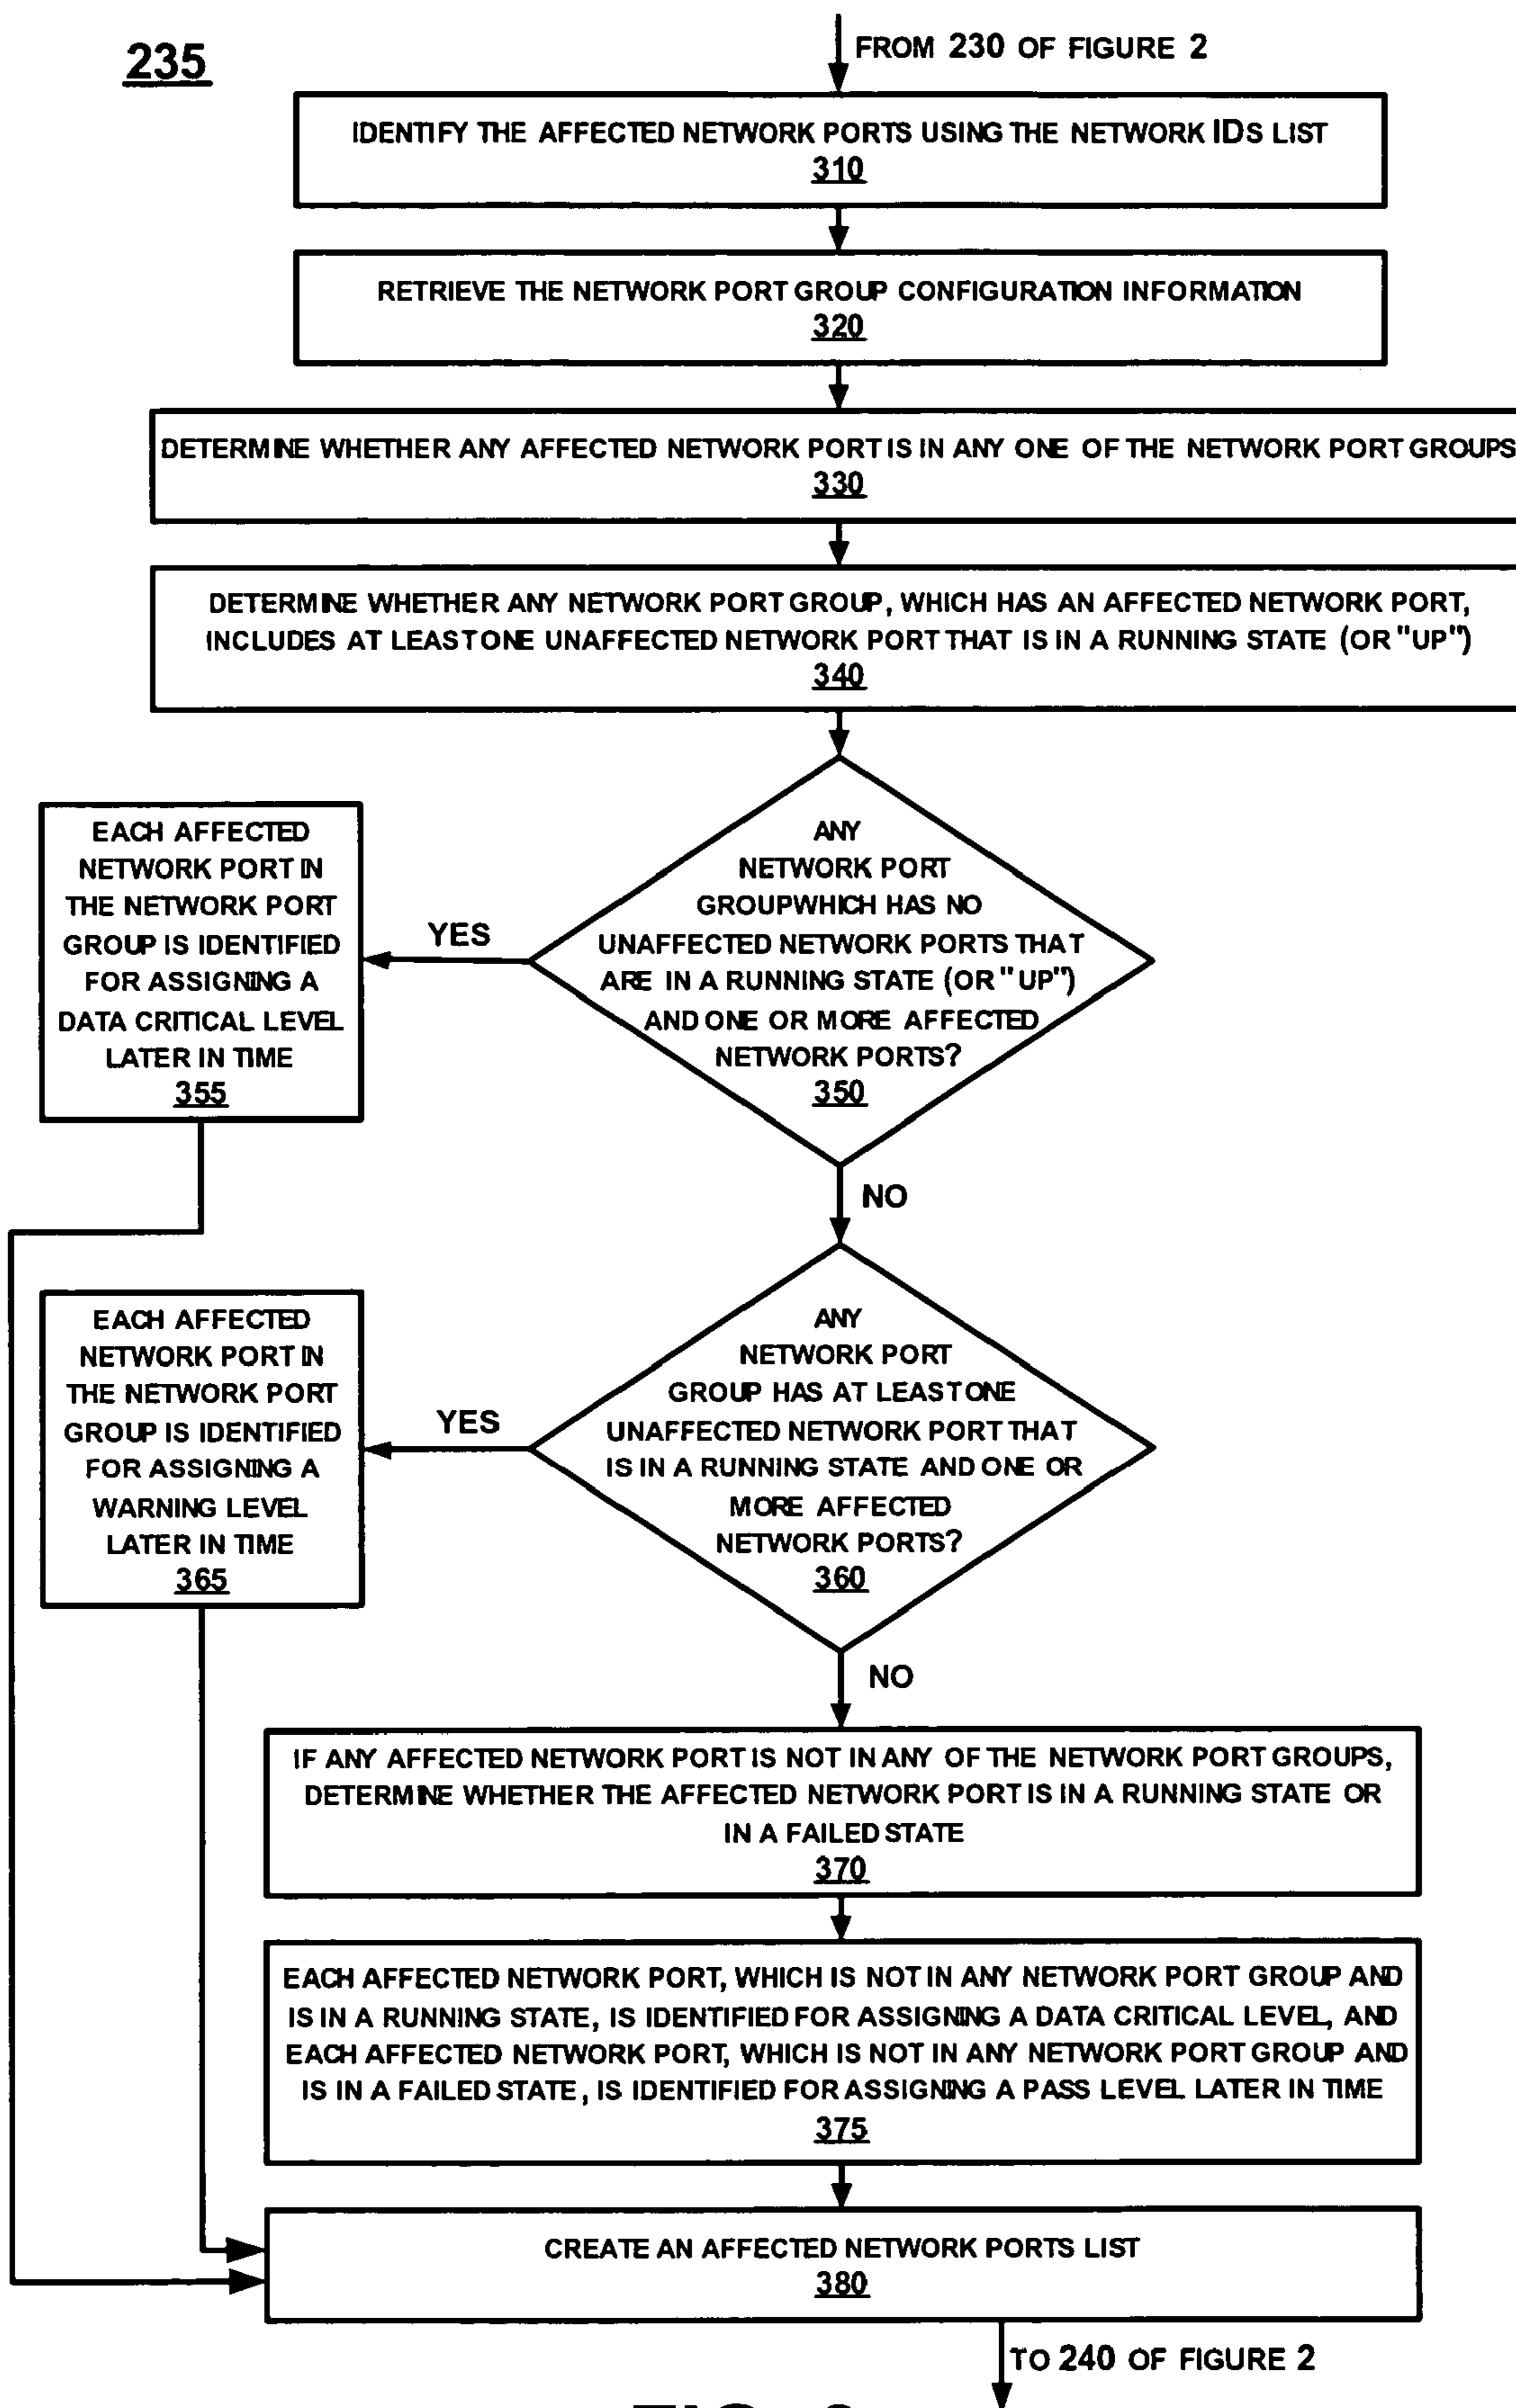 235
FROM 230 OF FIGURE 2
IDENTIFY THE AFFECTED NETWORK PORTS USING THE NETWORK IDS LIST
310
RETRIEVE THE NETWORK PORT GROUP CONFIGURATION INFORMATION
320
DETERMINE WHETHER ANY AFFECTED NETWORK PORT IS IN ANY ONE OF THE NETWORK PORT GROUPS
330
DETERMINE WHETHER ANY NETWORK PORT GROUP, WHICH HAS AN AFFECTED NETWORK PORT,
INCLUDES AT LEAST ONE UNAFFECTED NETWORK PORT THAT IS IN A RUNNING STATE (OR "UP")
340
ANY
NETWORK PORT
GROUP WHICH HAS NO
UNAFFECTED NETWORK PORTS THAT
ARE IN A RUNNING STATE (OR "UP")
AND ONE OR MORE AFFECTED
NETWORK PORTS?
350
YES
EACH AFFECTED
NETWORK PORT IN
THE NETWORK PORT
GROUP IS IDENTIFIED
FOR ASSIGNING A
DATA CRITICAL LEVEL
LATER IN TIME
355
NO
ANY
NETWORK PORT
GROUP HAS AT LEAST ONE
UNAFFECTED NETWORK PORT THAT
IS IN A RUNNING STATE AND ONE OR
MORE AFFECTED
NETWORK PORTS?
360
YES
EACH AFFECTED
NETWORK PORT IN
THE NETWORK PORT
GROUP IS IDENTIFIED
FOR ASSIGNING A
WARNING LEVEL
LATER IN TIME
365
NO
IF ANY AFFECTED NETWORK PORT IS NOT IN ANY OF THE NETWORK PORT GROUPS,
DETERMINE WHETHER THE AFFECTED NETWORK PORT IS IN A RUNNING STATE OR
IN A FAILED STATE
370
EACH AFFECTED NETWORK PORT, WHICH IS NOT IN ANY NETWORK PORT GROUP AND
IS IN A RUNNING STATE, IS IDENTIFIED FOR ASSIGNING A DATA CRITICAL LEVEL, AND
EACH AFFECTED NETWORK PORT, WHICH IS NOT IN ANY NETWORK PORT GROUP AND
IS IN A FAILED STATE, IS IDENTIFIED FOR ASSIGNING A PASS LEVEL LATER IN TIME
375
CREATE AN AFFECTED NETWORK PORTS LIST
380
TO 240 OF FIGURE 2